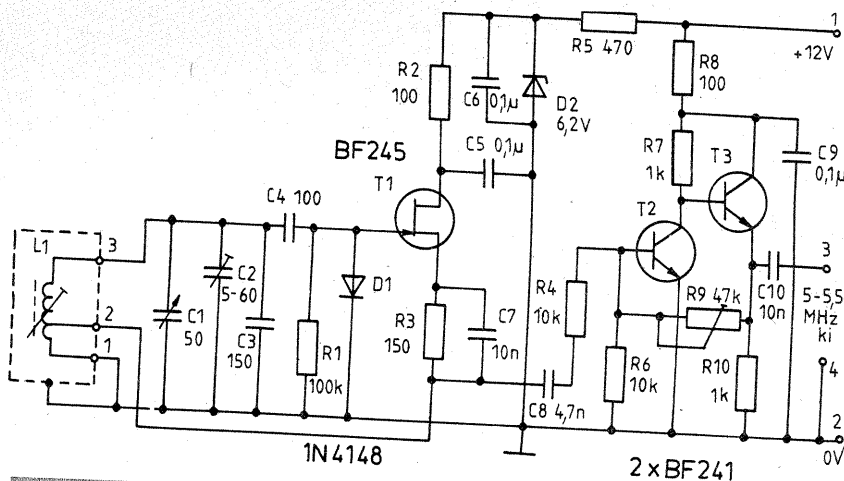 1
+12V
R5 470
R8
100
R2
100
C6
0,1µ
D2
6,2V
C5 0,1µ
R7
1k
T3
C9
0,1µ
BF245
T1
C4 100
T2
L1
3
C2
5-60
D1
R4
10k
R9 47k
C10
10n
3
5-5,5
MHz
ki
2
C1
50
C3
150
R1
100k
R3
150
C7
10n
1
R6
10k
R10
1k
4
C8 4,7n
2
0V
1N4148
2xBF241